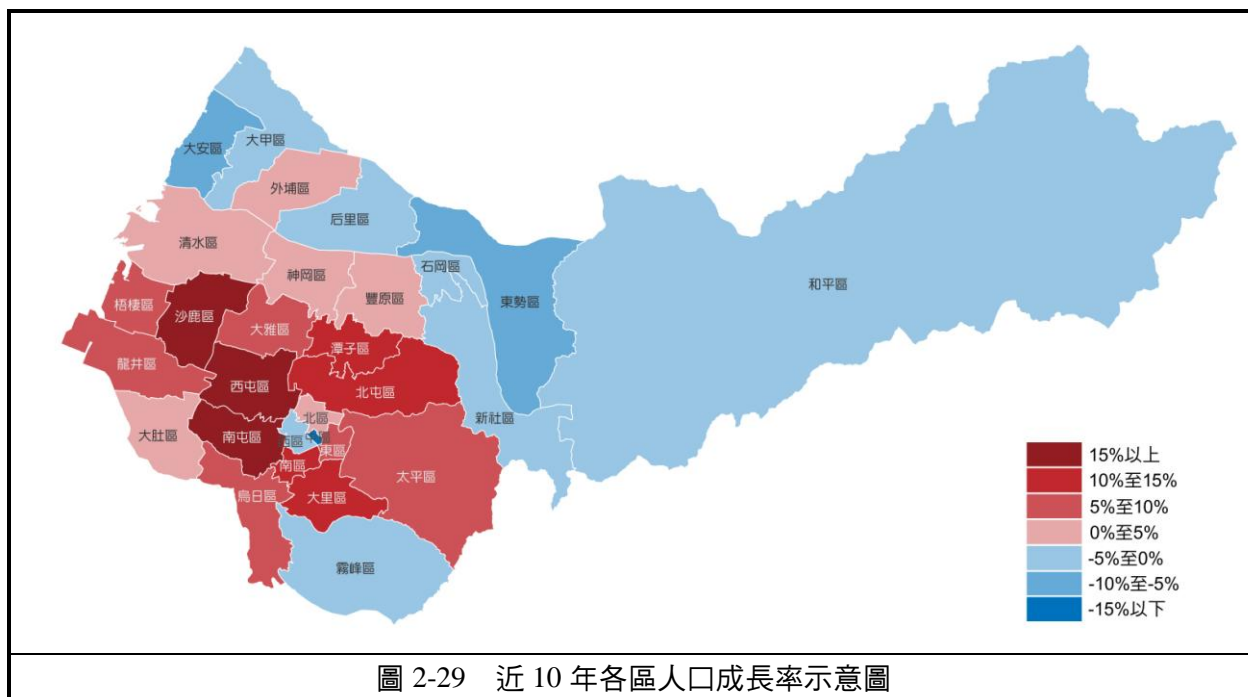 大安區
大甲區
外埔區
后里區
清水區
神岡區
豐原區
石岡區
東勢區
和平區
梧棲區
沙鹿區
大雅區
潭子區
龍井區
西屯區
北屯區
新社區
大肚區
南屯區
北區
西區
中區
東區
南區
太平區
烏日區
大里區
霧峰區
15%以上
10%至15%
5%至10%
0%至5%
-5%至0%
-10%至-5%
-15%以下
圖 2-29 近 10 年各區人口成長率示意圖